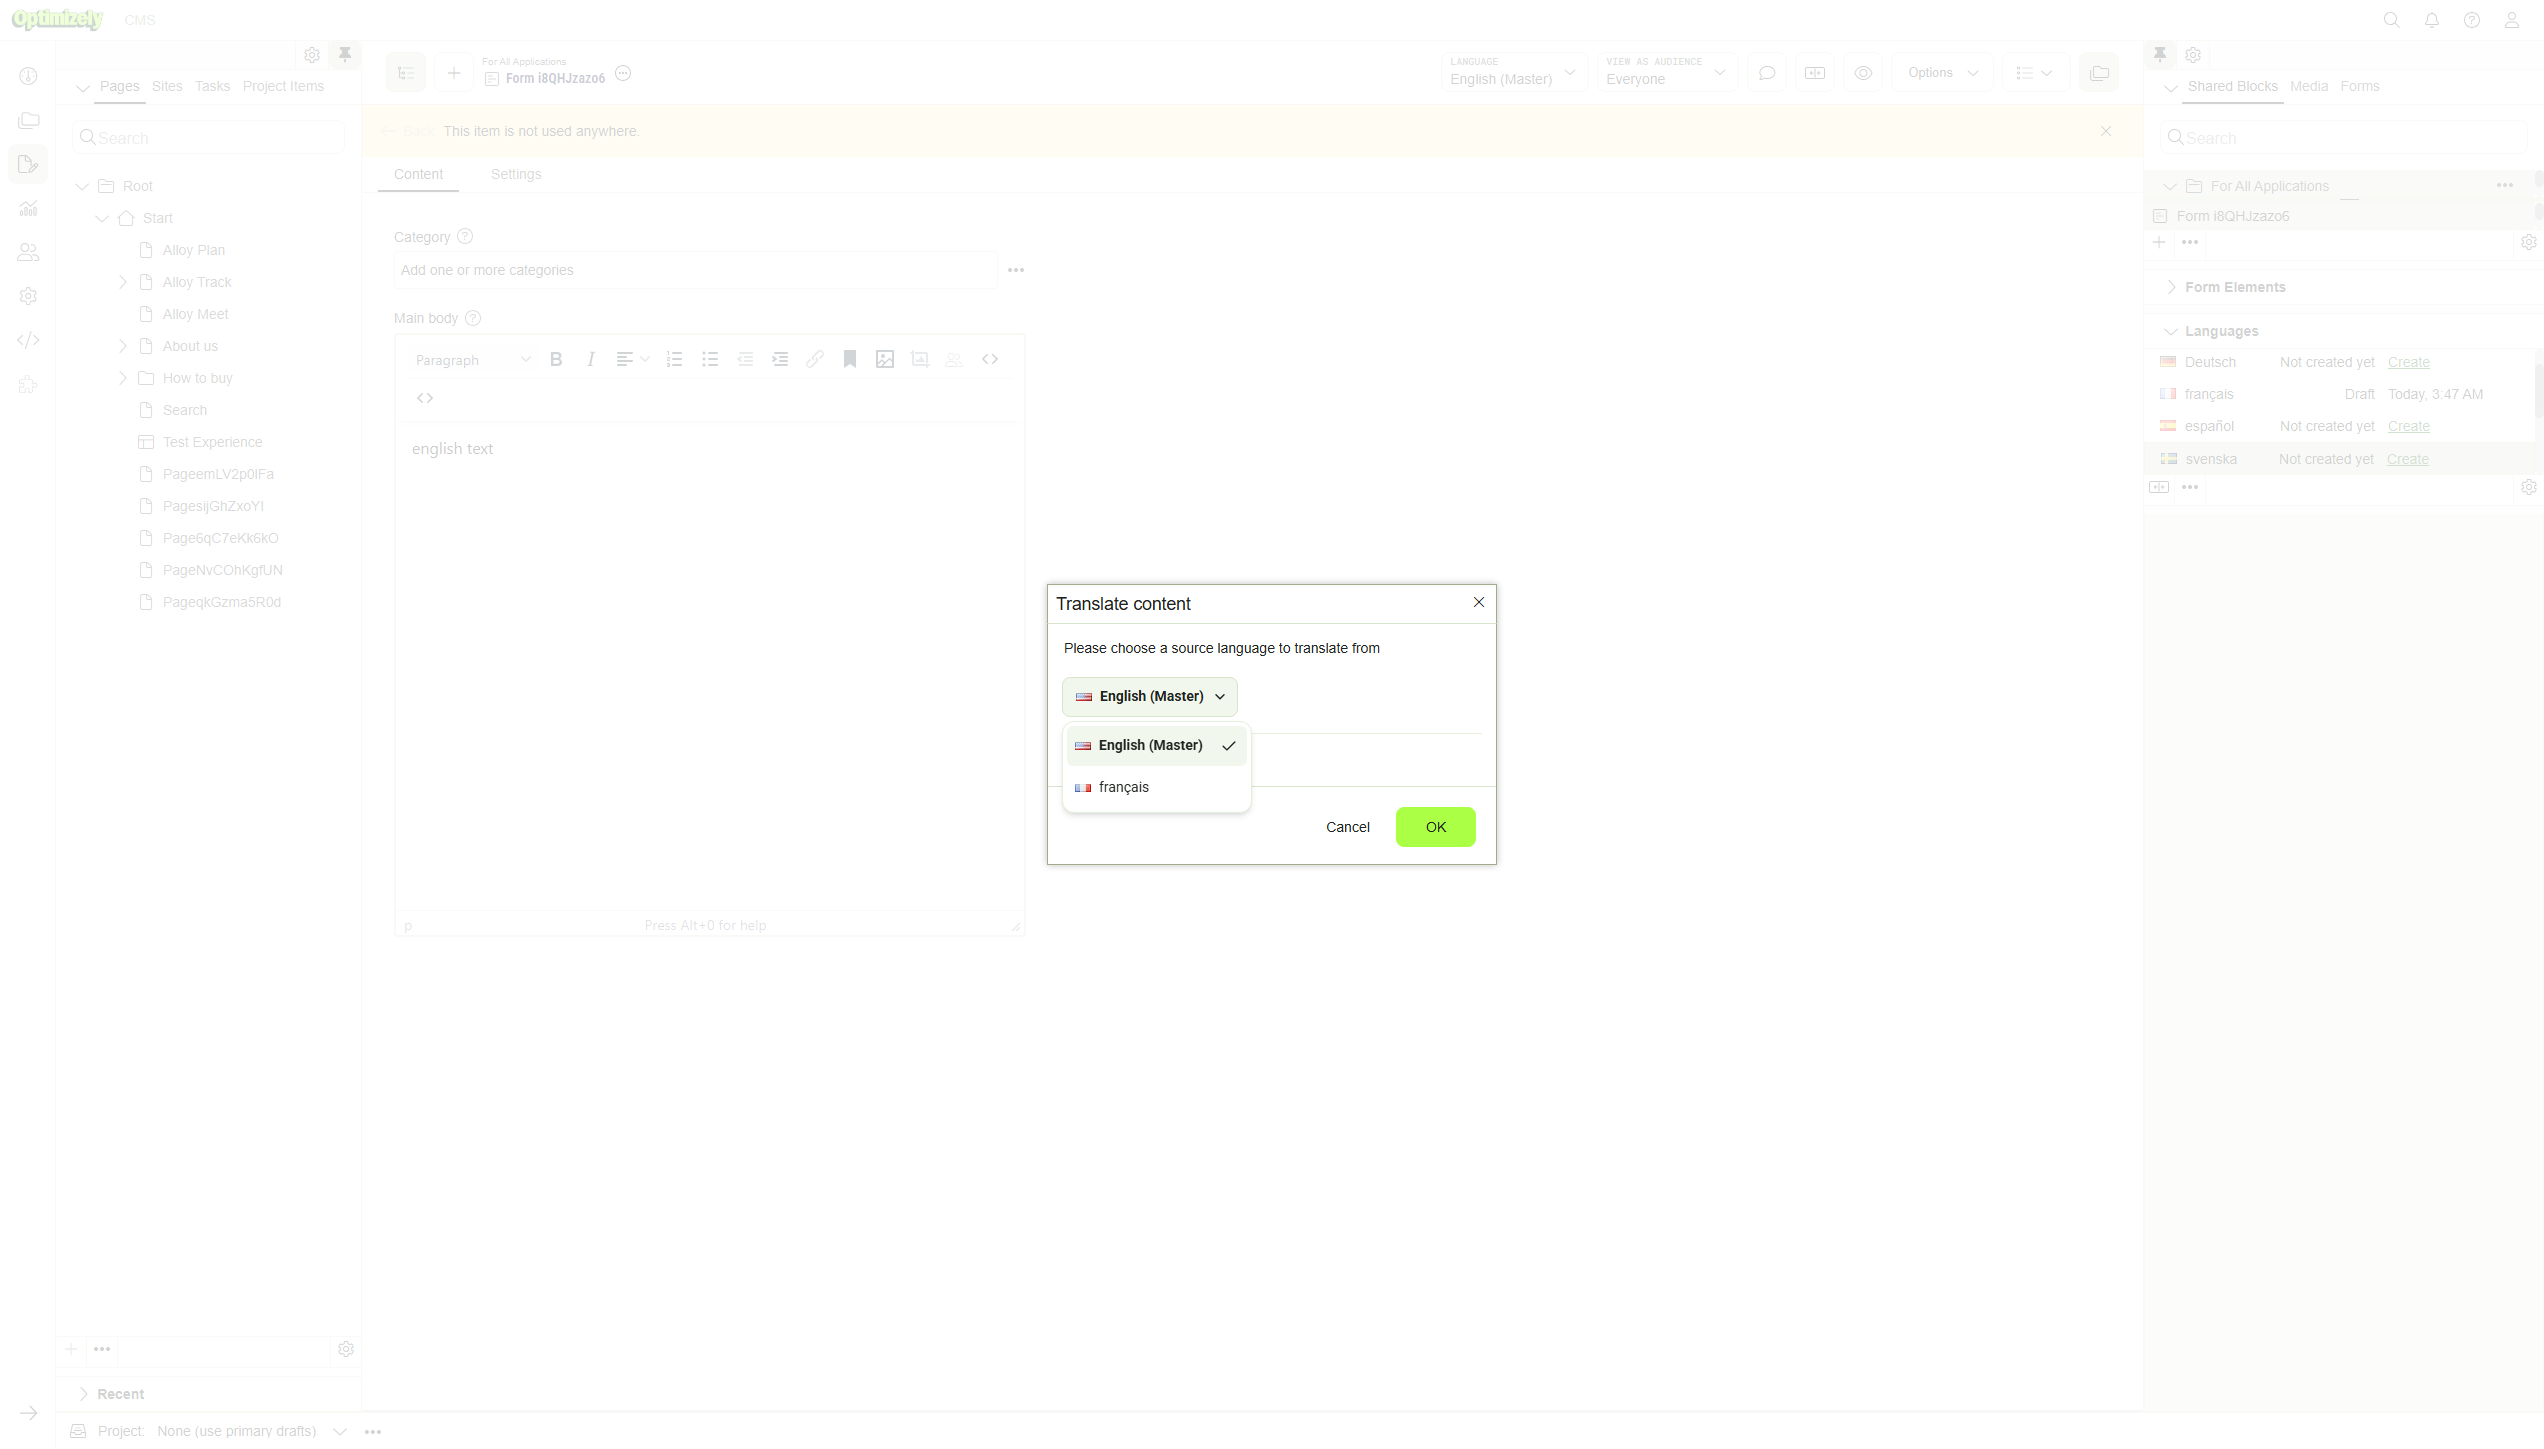 Optimizely CMS
Pages Sites Tasks Project Items
Search
Root
Start
Alloy Plan
Alloy Track
Alloy Meet
About us
How to buy
Search
Test Experience
PageemLV2p0IFa
PagesijGhZxoYI
Page6qC7eKk6kO
PageNvCOhKgfUN
PageqkGzma5R0d
Recent
Project: None (use primary drafts)
For All Applications
Form i8QHJzazo6
LANGUAGE
English (Master)
VIEW AS AUDIENCE
Everyone
Options
Back This item is not used anywhere.
Content Settings
Category
Add one or more categories
Main body
Paragraph
english text
p Press Alt+0 for help
Translate content
Please choose a source language to translate from
English (Master)
English (Master)
français
Cancel OK
Shared Blocks Media Forms
Search
For All Applications
Form i8QHJzazo6
Form Elements
Languages
Deutsch Not created yet Create
français Draft Today, 3:47 AM
español Not created yet Create
svenska Not created yet Create